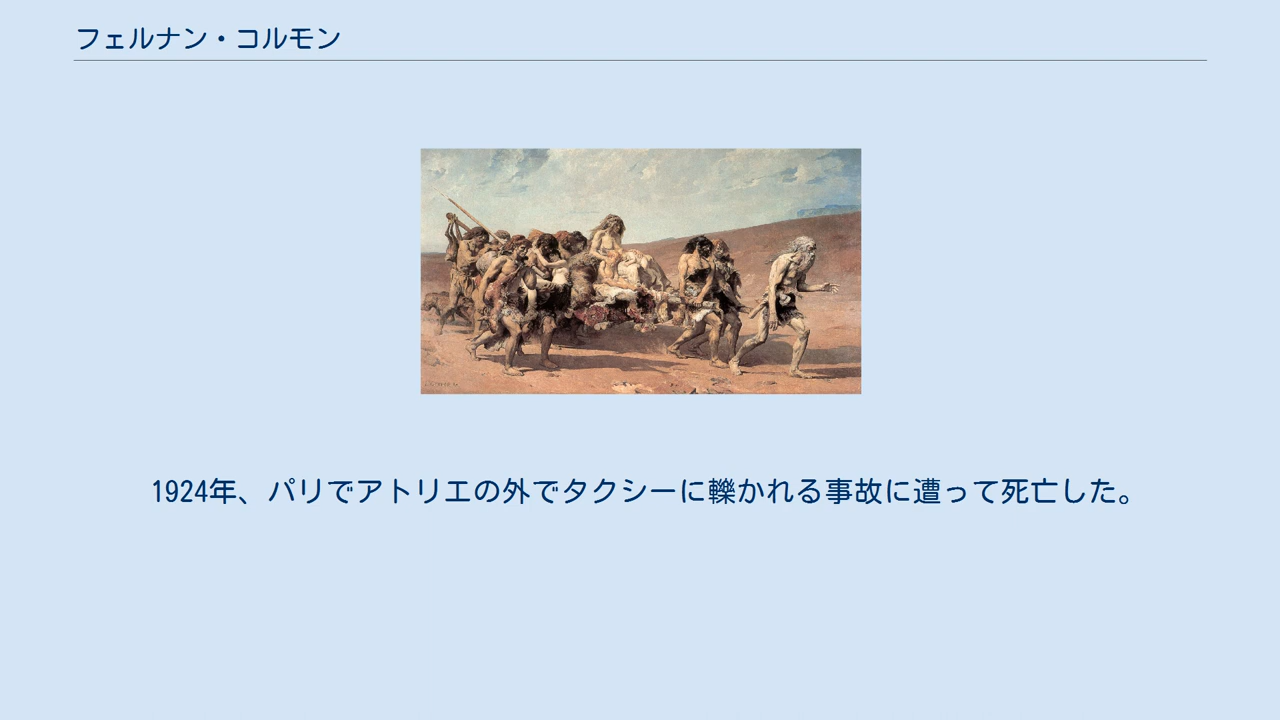 フェルナン・コルモン
1924年、パリでアトリエの外でタクシーに轢かれる事故に遭って死亡した。